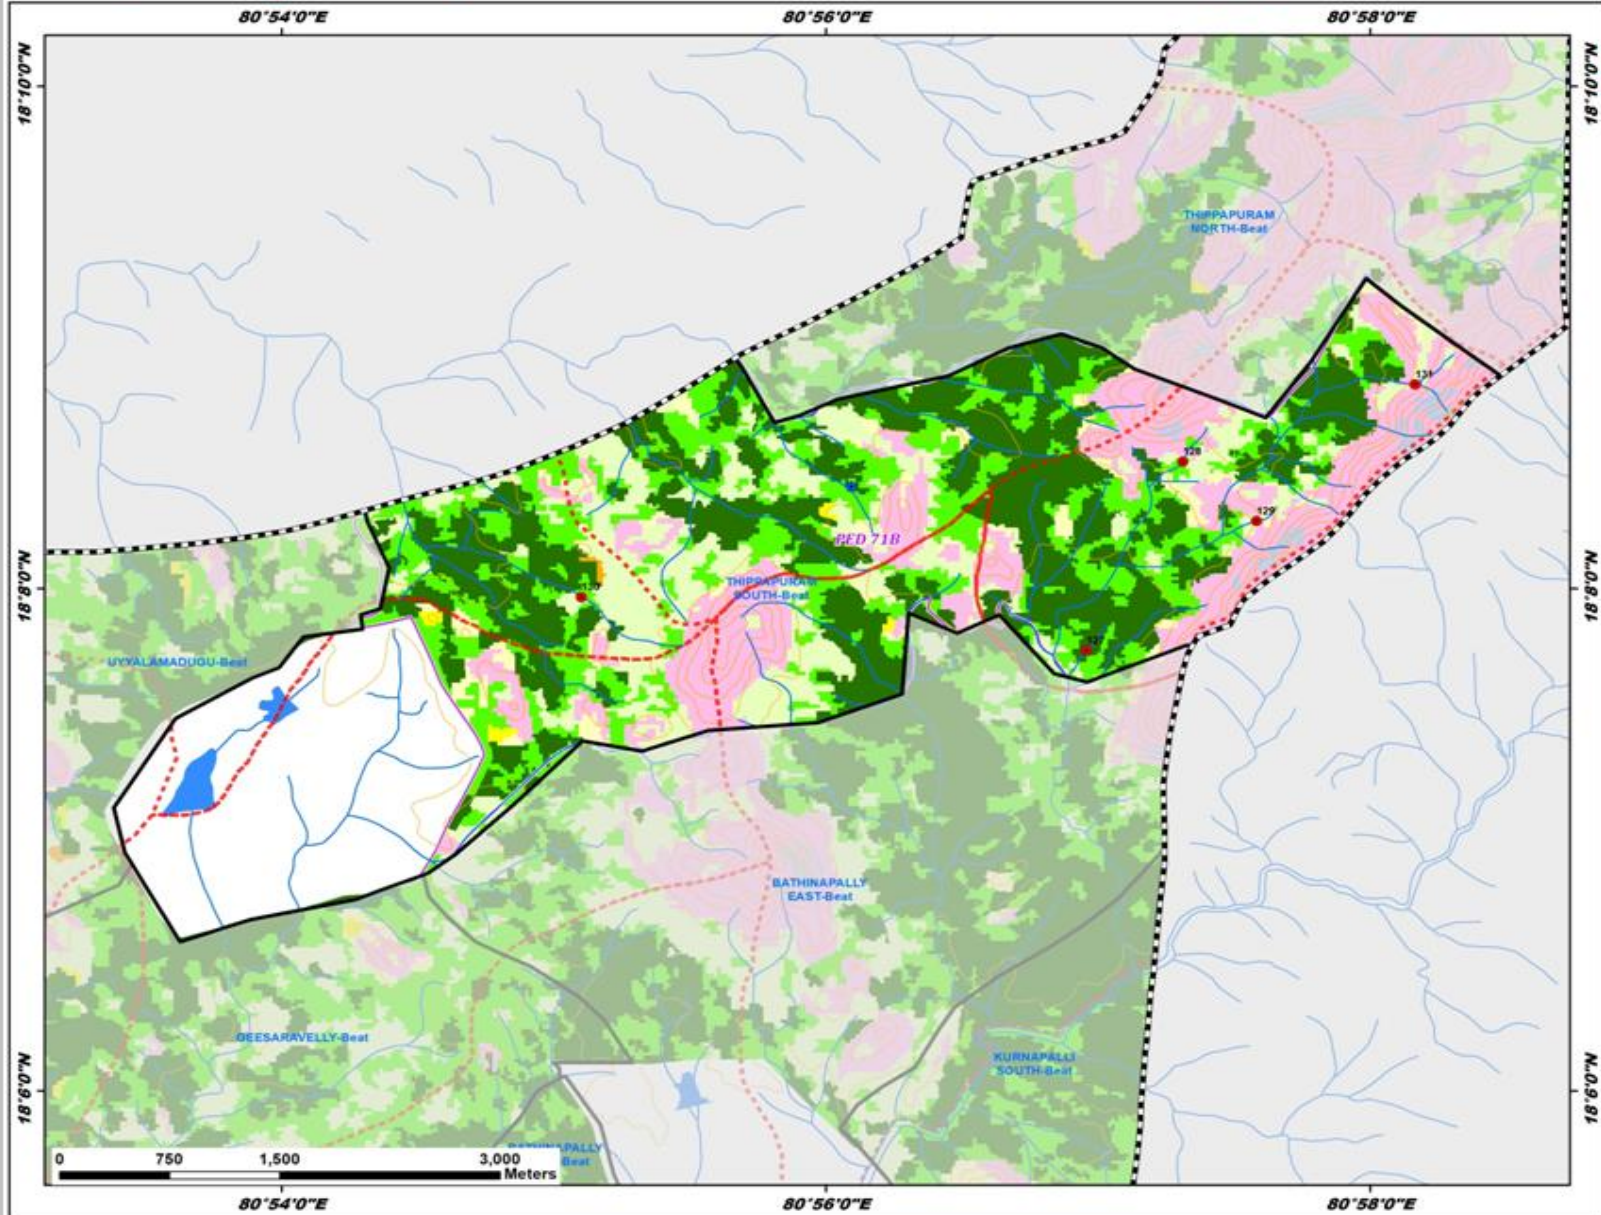 80°54'0"E 80°56'0"E 80°58'0"E
18°10'0"N 18°10'0"N
THIPPAPURAM
NORTH-Beat
131
128
129
PED 71B
THIPPAPURAM
SOUTH-Beat
18°8'0"N 18°8'0"N
127
UYYALAMADUGU-Beat
BATHINAPALLY
EAST-Beat
GEESARAVELLY-Beat
KURNAPALLI
SOUTH-Beat
18°6'0"N 18°6'0"N
BATHINAPALLY
Beat
0 750 1,500 3,000
Meters
80°54'0"E 80°56'0"E 80°58'0"E